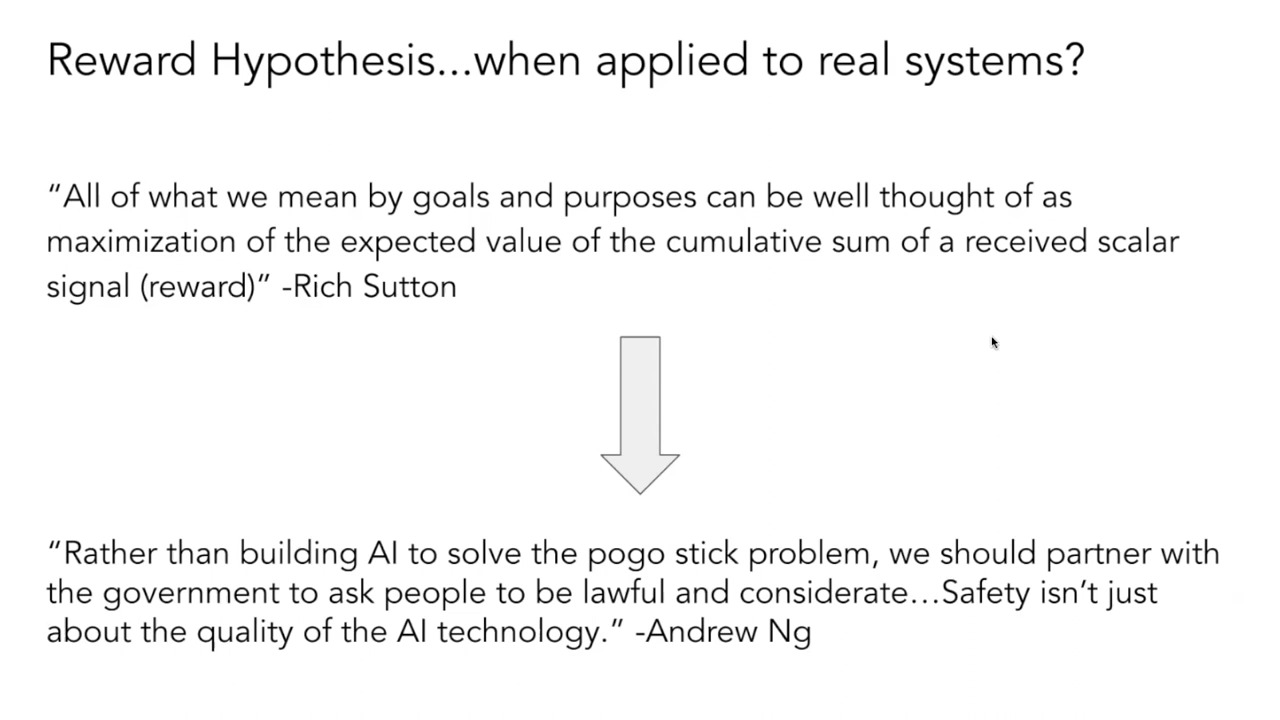 Reward Hypothesis...when applied to real systems?
“All of what we mean by goals and purposes can be well thought of as
maximization of the expected value of the cumulative sum of a received scalar
signal (reward)” -Rich Sutton
“Rather than building AI to solve the pogo stick problem, we should partner with
the government to ask people to be lawful and considerate…Safety isn’t just
about the quality of the AI technology.” -Andrew Ng